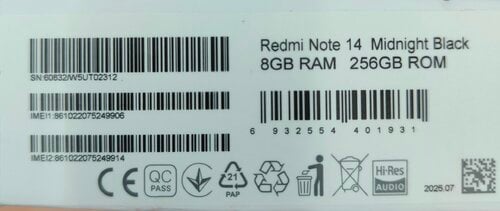 Redmi Note 14 Midnight Black
8GB RAM 256GB ROM
SN:60832/W5UT02312
IMEI1:861022075249906
IMEI2:861022075249914
6 932554 401931
CE
QC
PASS
21
PAP
Hi-Res
AUDIO
2025.07